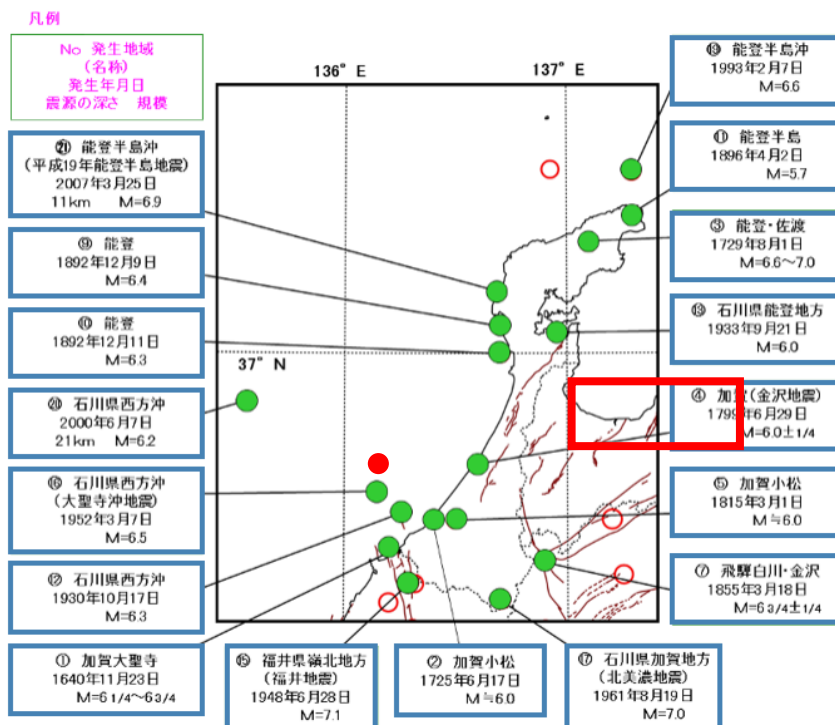 凡例
No 発生地域
(名称)
発生年月日
震源の深さ 規模
136° E
137° E
37° N
㉑ 能登半島沖
(平成19年能登半島地震)
2007年3月25日
11km M=6.9
⑨ 能登
1892年12月9日
M=6.4
⑩ 能登
1892年12月11日
M=6.3
⑳ 石川県西方沖
2000年6月7日
21km M=6.2
⑯ 石川県西方沖
(大聖寺沖地震)
1952年3月7日
M=6.5
⑫ 石川県西方沖
1930年10月17日
M=6.3
① 加賀大聖寺
1640年11月23日
M=6 1/4～6 3/4
⑮ 福井県嶺北地方
(福井地震)
1948年6月28日
M=7.1
② 加賀小松
1725年6月17日
M≒6.0
⑰ 石川県加賀地方
(北美濃地震)
1961年8月19日
M=7.0
⑲ 能登半島沖
1993年2月7日
M=6.6
⑪ 能登半島
1896年4月2日
M=5.7
③ 能登・佐渡
1729年8月1日
M=6.6～7.0
⑬ 石川県能登地方
1933年9月21日
M=6.0
④ 加賀(金沢地震)
1799年6月29日
M=6.0±1/4
⑤ 加賀小松
1815年3月1日
M≒6.0
⑦ 飛騨白川・金沢
1855年3月18日
M=6 3/4±1/4